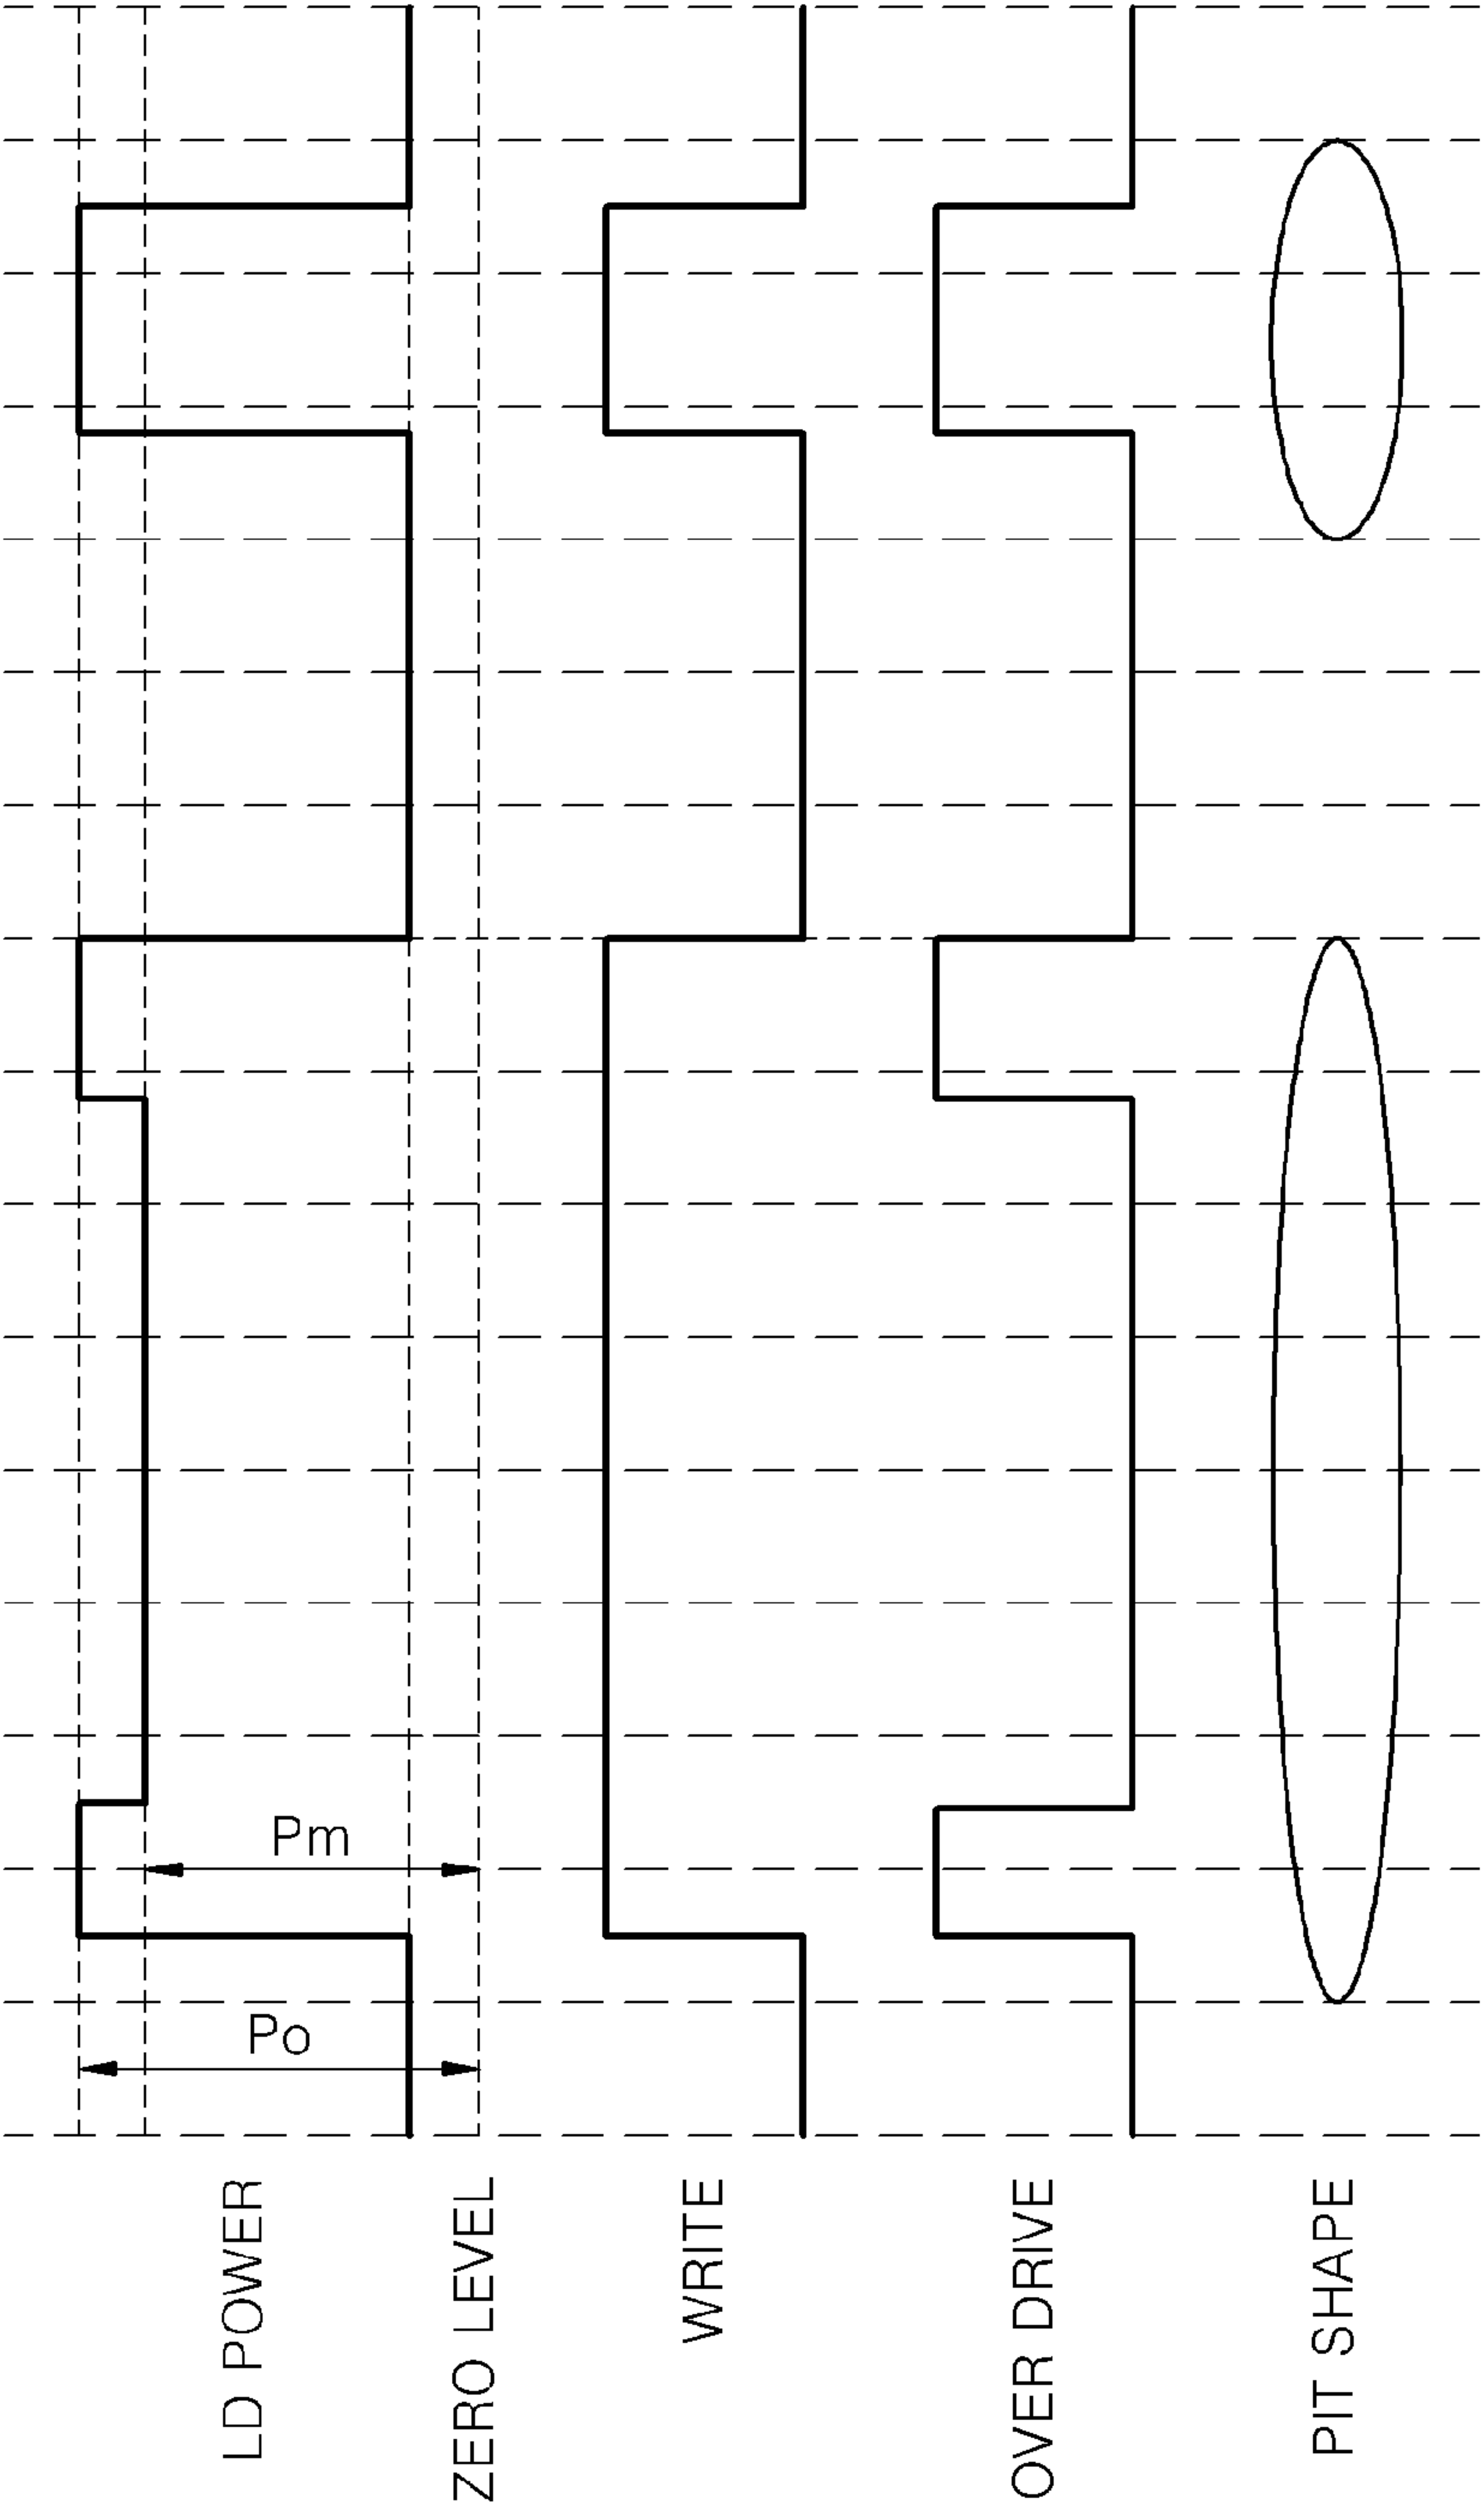 LD POWER
Po
Pm
ZERO LEVEL
WRITE
OVER DRIVE
PIT SHAPE